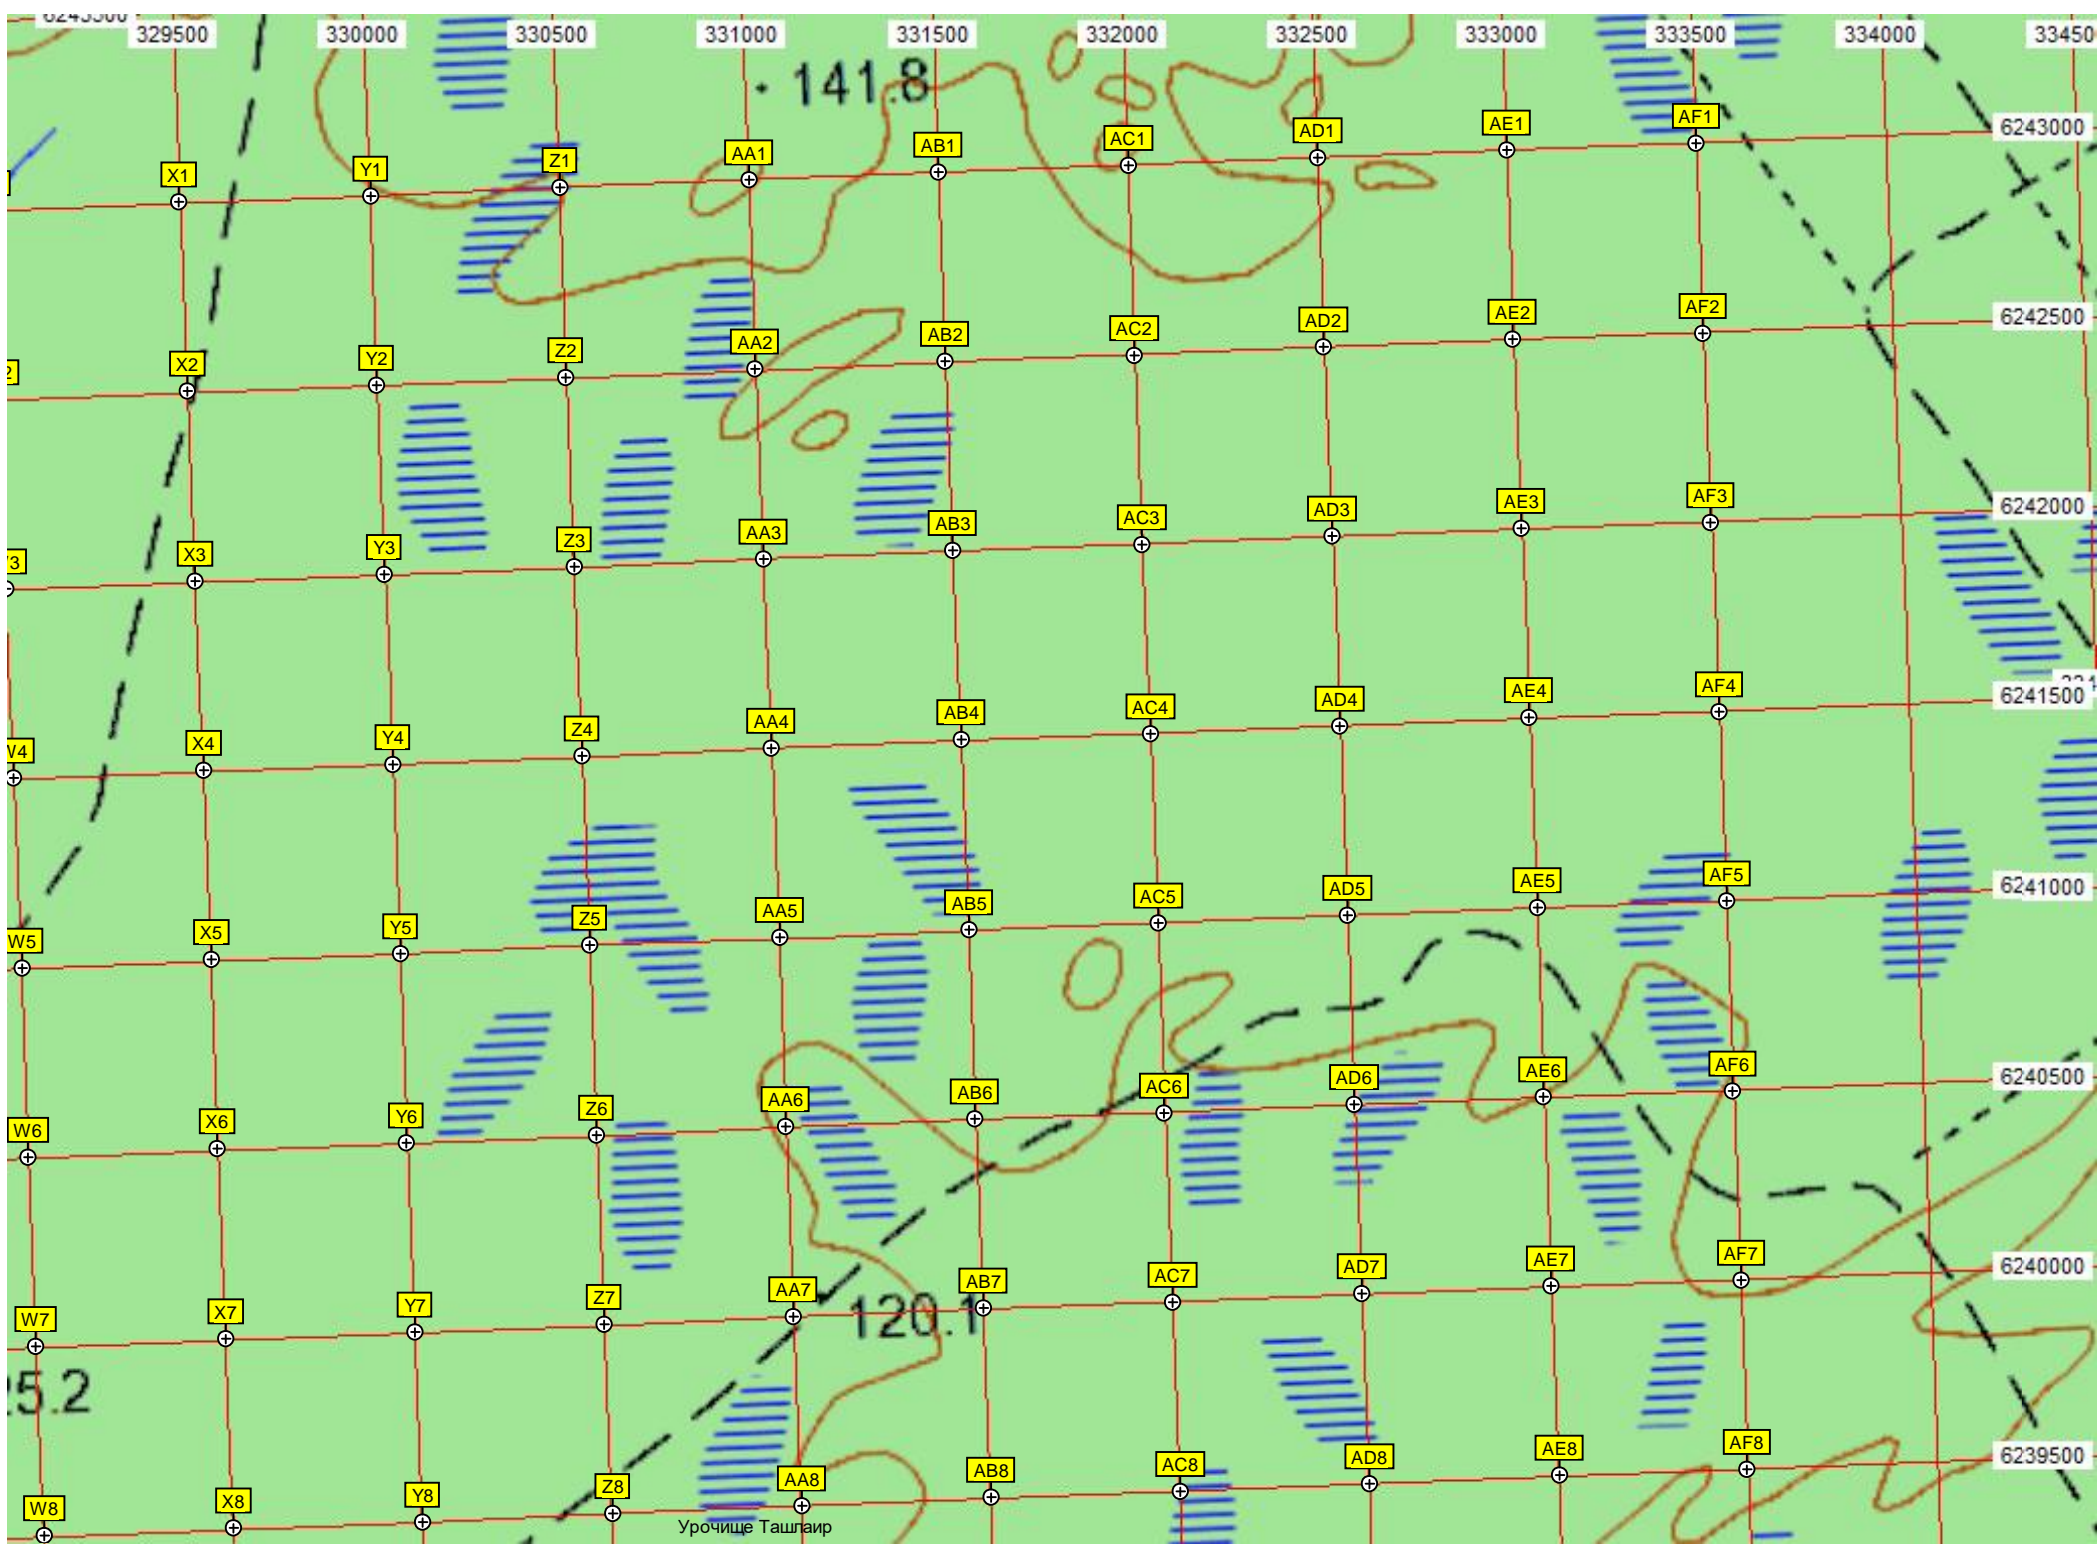 6243500
329500 330000 330500 331000 331500 332000 332500 333000 333500 334000
141.8
6243000
X1 Y1 Z1 AA1 AB1 AC1 AD1 AE1 AF1
6242500
2 X2 Y2 Z2 AA2 AB2 AC2 AD2 AE2 AF2
6242000
X3 Y3 Z3 AA3 AB3 AC3 AD3 AE3 AF3
6241500
W4 X4 Y4 Z4 AA4 AB4 AC4 AD4 AE4 AF4
6241000
W5 X5 Y5 Z5 AA5 AB5 AC5 AD5 AE5 AF5
6240500
W6 X6 Y6 Z6 AA6 AB6 AC6 AD6 AE6 AF6
6240000
W7 X7 Y7 Z7 AA7 AB7 AC7 AD7 AE7 AF7
120.1
5.2
6239500
W8 X8 Y8 Z8 AA8 AB8 AC8 AD8 AE8 AF8
Урочище Ташлаир